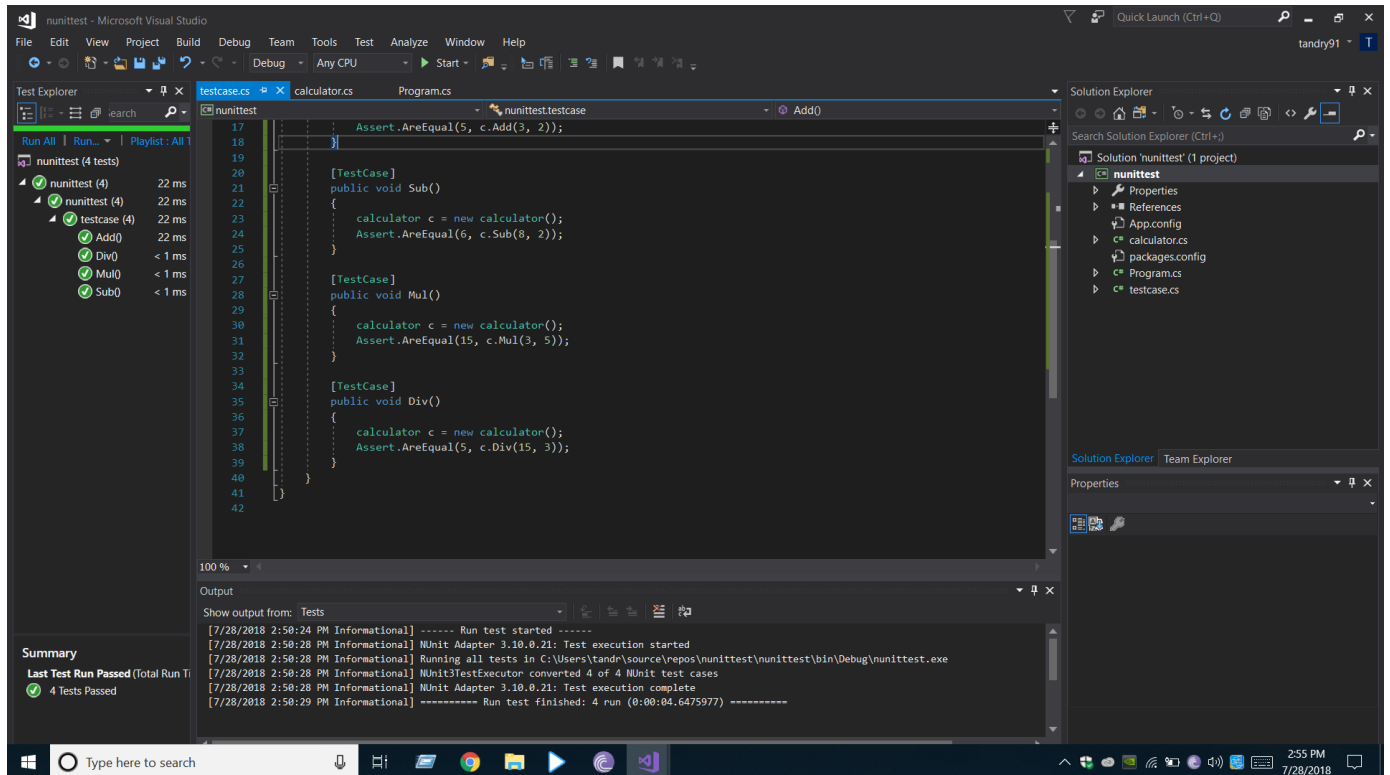 nunittest - Microsoft Visual Studio
Quick Launch (Ctrl+Q)
File Edit View Project Build Debug Team Tools Test Analyze Window Help
tandry91 T
Debug Any CPU Start
Test Explorer
earch
Run All | Run... | Playlist : All T
nunittest (4 tests)
nunittest (4) 22 ms
nunittest (4) 22 ms
testcase (4) 22 ms
Add() 22 ms
Div() < 1 ms
Mul() < 1 ms
Sub() < 1 ms
Summary
Last Test Run Passed (Total Run Ti
4 Tests Passed
testcase.cs calculator.cs Program.cs
nunittest nunittest.testcase Add()
17 Assert.AreEqual(5, c.Add(3, 2));
18 }
19
20 [TestCase]
21 public void Sub()
22 {
23 calculator c = new calculator();
24 Assert.AreEqual(6, c.Sub(8, 2));
25 }
26
27 [TestCase]
28 public void Mul()
29 {
30 calculator c = new calculator();
31 Assert.AreEqual(15, c.Mul(3, 5));
32 }
33
34 [TestCase]
35 public void Div()
36 {
37 calculator c = new calculator();
38 Assert.AreEqual(5, c.Div(15, 3));
39 }
40 }
41 }
42
100 %
Output
Show output from: Tests
[7/28/2018 2:50:24 PM Informational] ------ Run test started ------
[7/28/2018 2:50:28 PM Informational] NUnit Adapter 3.10.0.21: Test execution started
[7/28/2018 2:50:28 PM Informational] Running all tests in C:\Users\tandr\source\repos\nunittest\nunittest\bin\Debug\nunittest.exe
[7/28/2018 2:50:28 PM Informational] NUnit3TestExecutor converted 4 of 4 NUnit test cases
[7/28/2018 2:50:28 PM Informational] NUnit Adapter 3.10.0.21: Test execution complete
[7/28/2018 2:50:29 PM Informational] ========== Run test finished: 4 run (0:00:04.6475977) ==========
Solution Explorer
Search Solution Explorer (Ctrl+;)
Solution 'nunittest' (1 project)
C# nunittest
Properties
References
App.config
C# calculator.cs
packages.config
C# Program.cs
C# testcase.cs
Solution Explorer Team Explorer
Properties
Type here to search
2:55 PM
7/28/2018